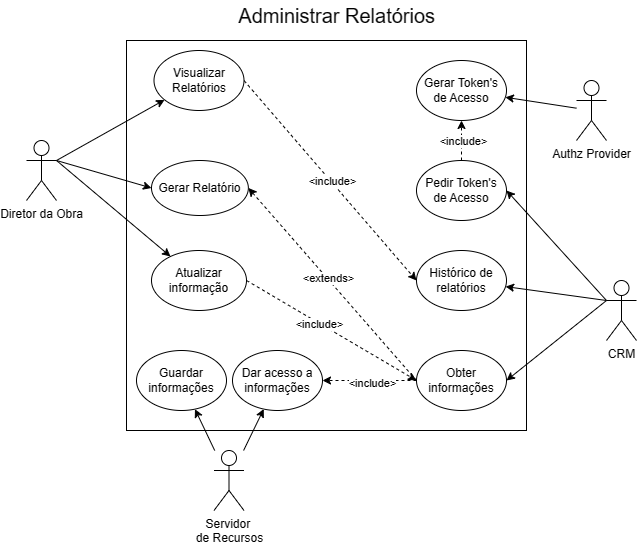 Administrar Relatórios
Visualizar
Relatórios
Gerar Token's
de Acesso
Authz Provider
<include>
Gerar Relatório
<include>
Pedir Token's
de Acesso
Diretor da Obra
Atualizar
informação
<extends>
Histórico de
relatórios
<include>
CRM
Guardar
informações
Dar acesso a
informações
<include>
Obter
informações
Servidor
de Recursos